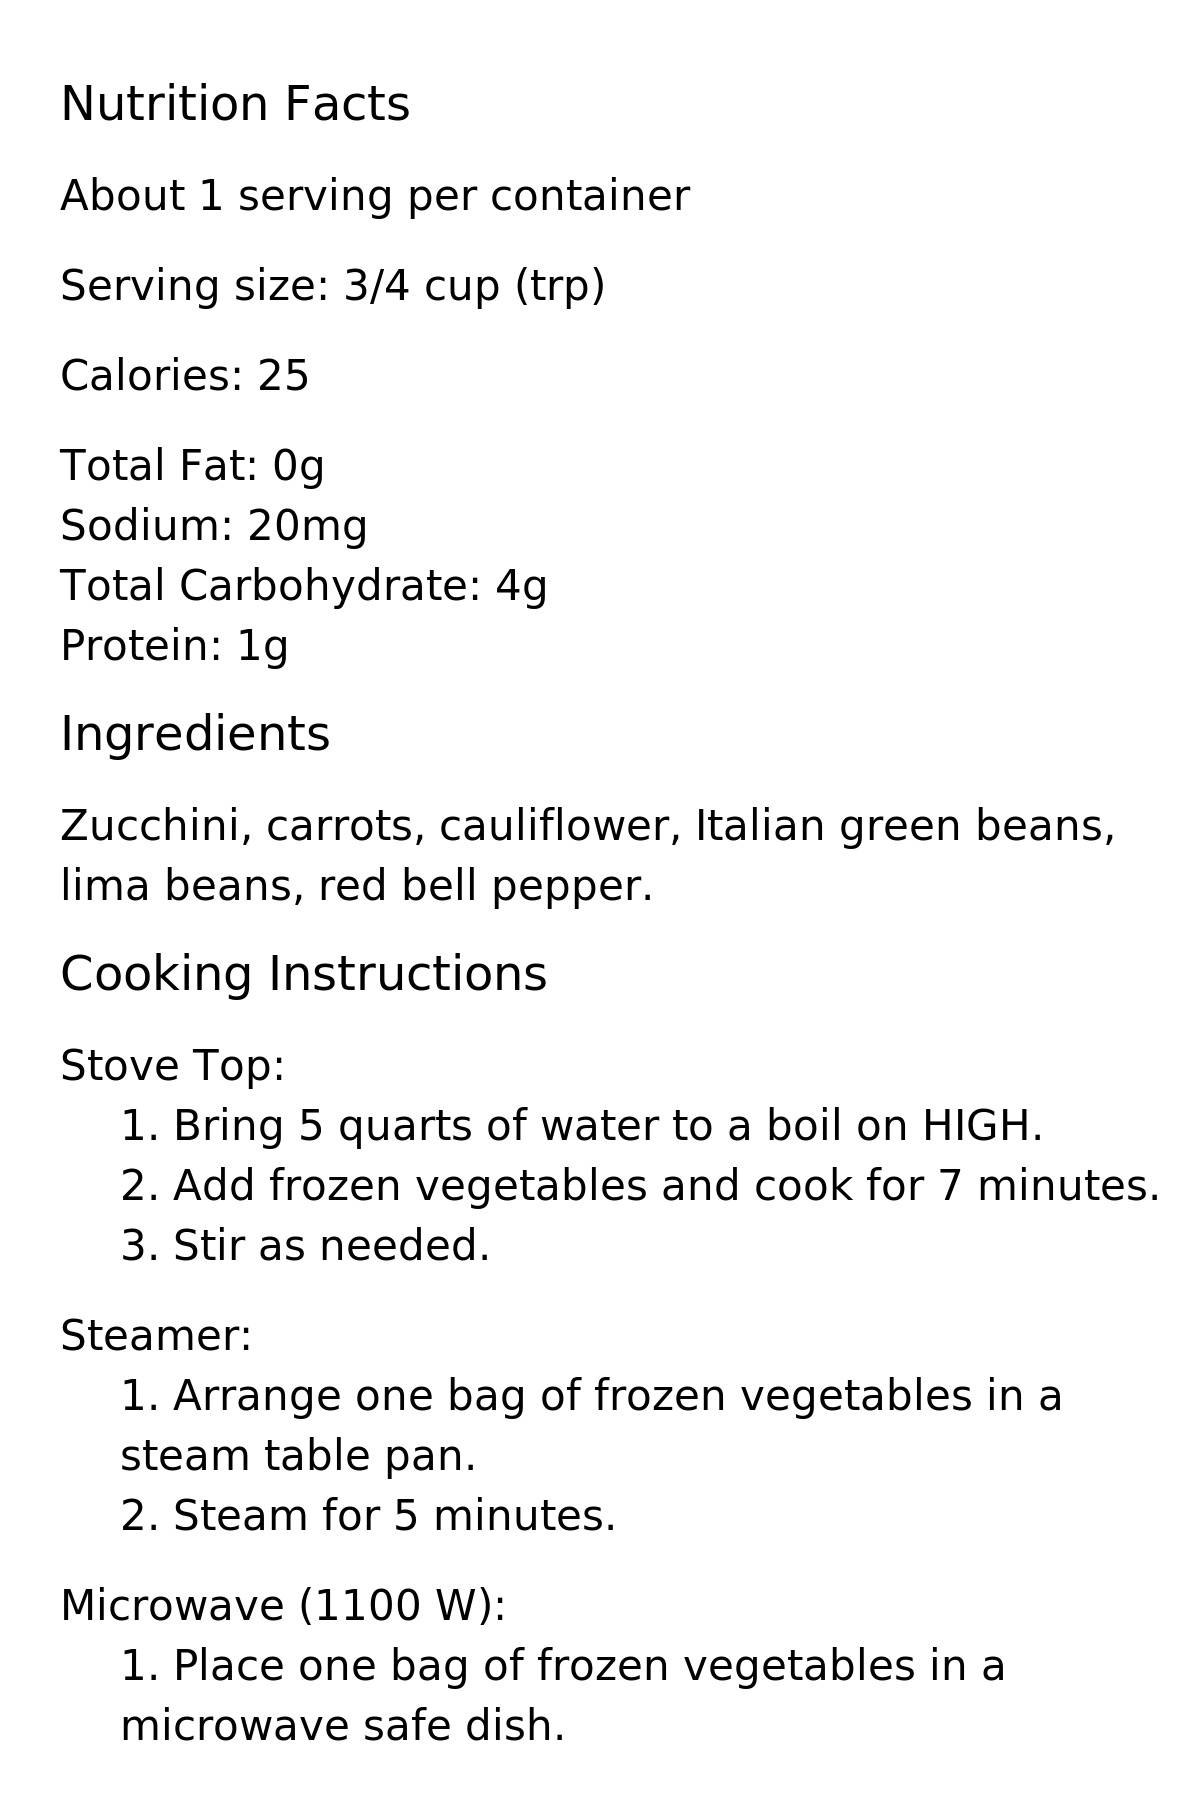 Nutrition Facts
About 1 serving per container
Serving size: 3/4 cup (trp)
Calories: 25
Total Fat: 0g
Sodium: 20mg
Total Carbohydrate: 4g
Protein: 1g
Ingredients
Zucchini, carrots, cauliflower, Italian green beans,
lima beans, red bell pepper.
Cooking Instructions
Stove Top:
1. Bring 5 quarts of water to a boil on HIGH.
2. Add frozen vegetables and cook for 7 minutes.
3. Stir as needed.
Steamer:
1. Arrange one bag of frozen vegetables in a
steam table pan.
2. Steam for 5 minutes.
Microwave (1100 W):
1. Place one bag of frozen vegetables in a
microwave safe dish.